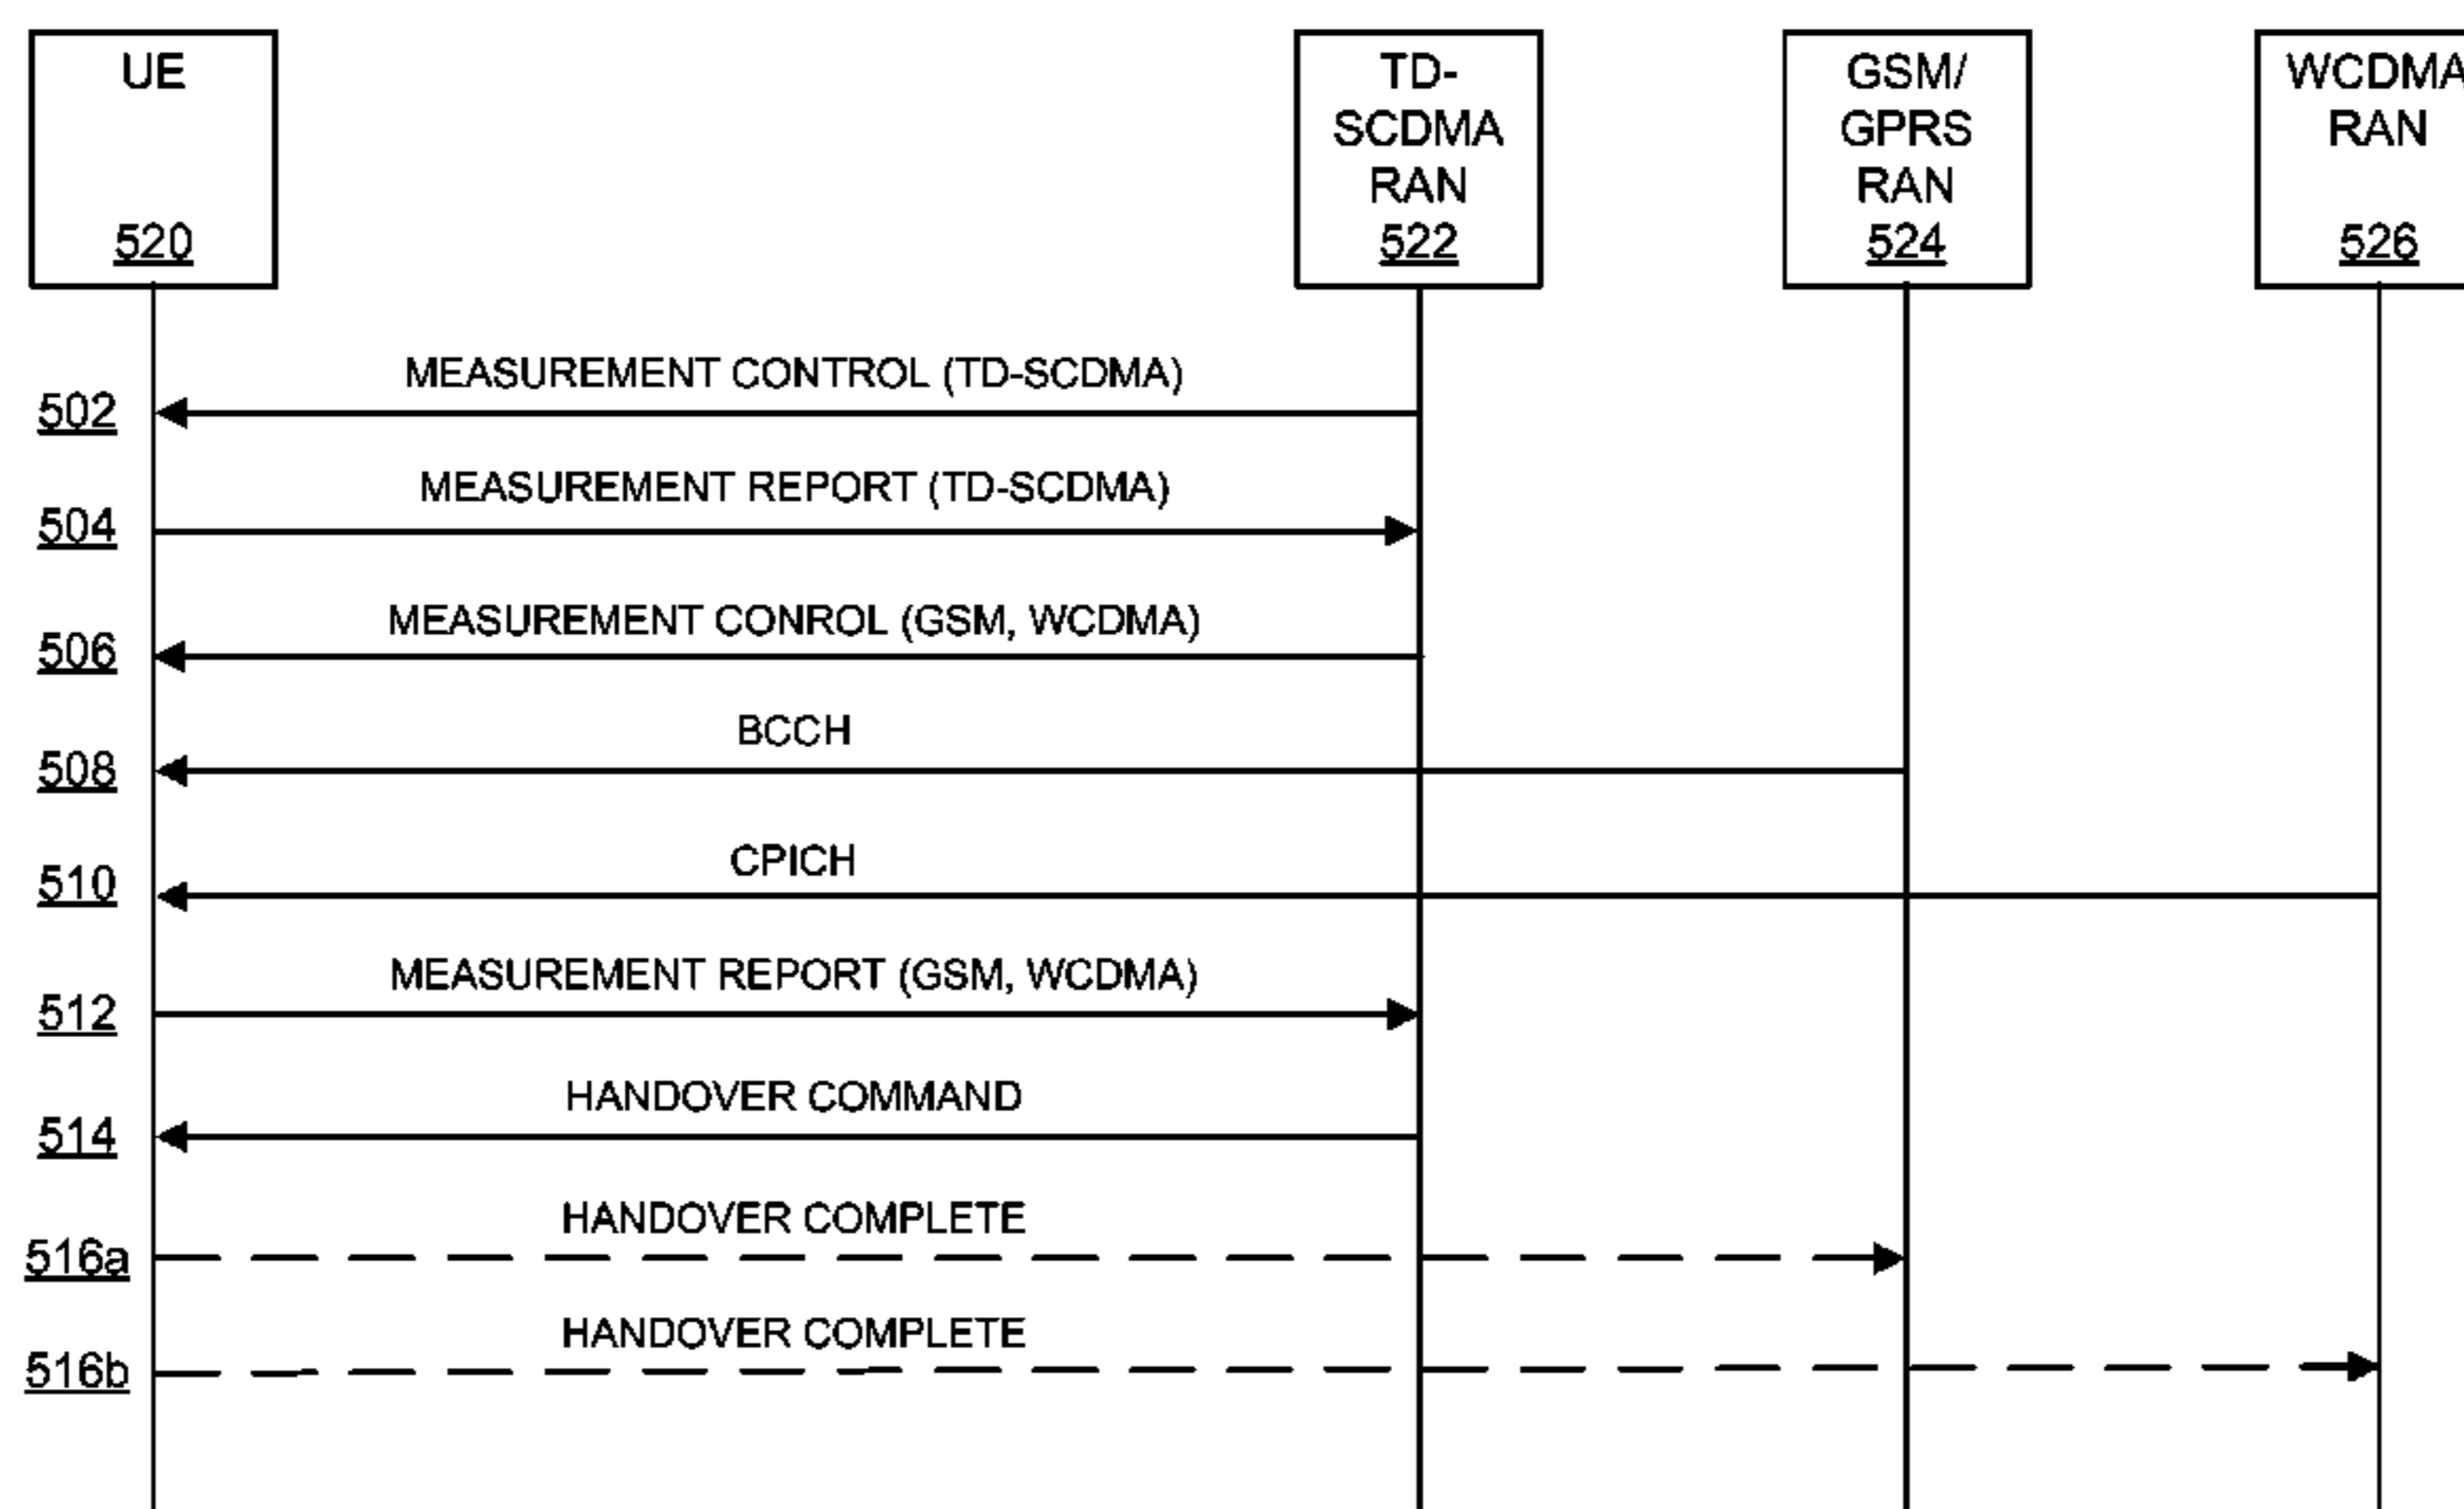 UE
520
TD-
SCDMA
RAN
522
GSM/
GPRS
RAN
524
WCDMA
RAN
526
MEASUREMENT CONTROL (TD-SCDMA)
502
MEASUREMENT REPORT (TD-SCDMA)
504
MEASUREMENT CONROL (GSM, WCDMA)
506
BCCH
508
CPICH
510
MEASUREMENT REPORT (GSM, WCDMA)
512
HANDOVER COMMAND
514
HANDOVER COMPLETE
516a
HANDOVER COMPLETE
516b